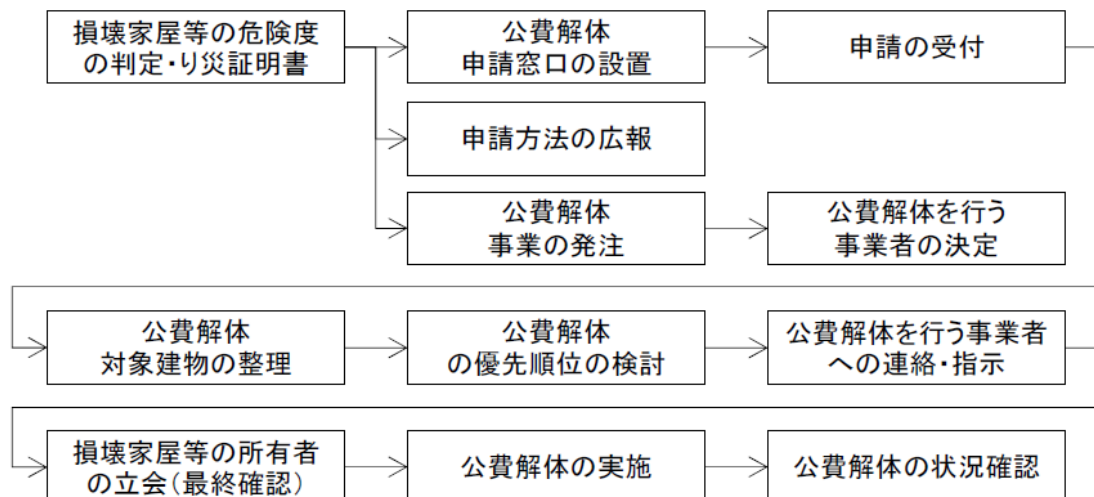 損壊家屋等の危険度
の判定・り災証明書
公費解体
申請窓口の設置
申請の受付
申請方法の広報
公費解体
事業の発注
公費解体を行う
事業者の決定
公費解体
対象建物の整理
公費解体
の優先順位の検討
公費解体を行う事業者
への連絡・指示
損壊家屋等の所有者
の立会(最終確認)
公費解体の実施
公費解体の状況確認